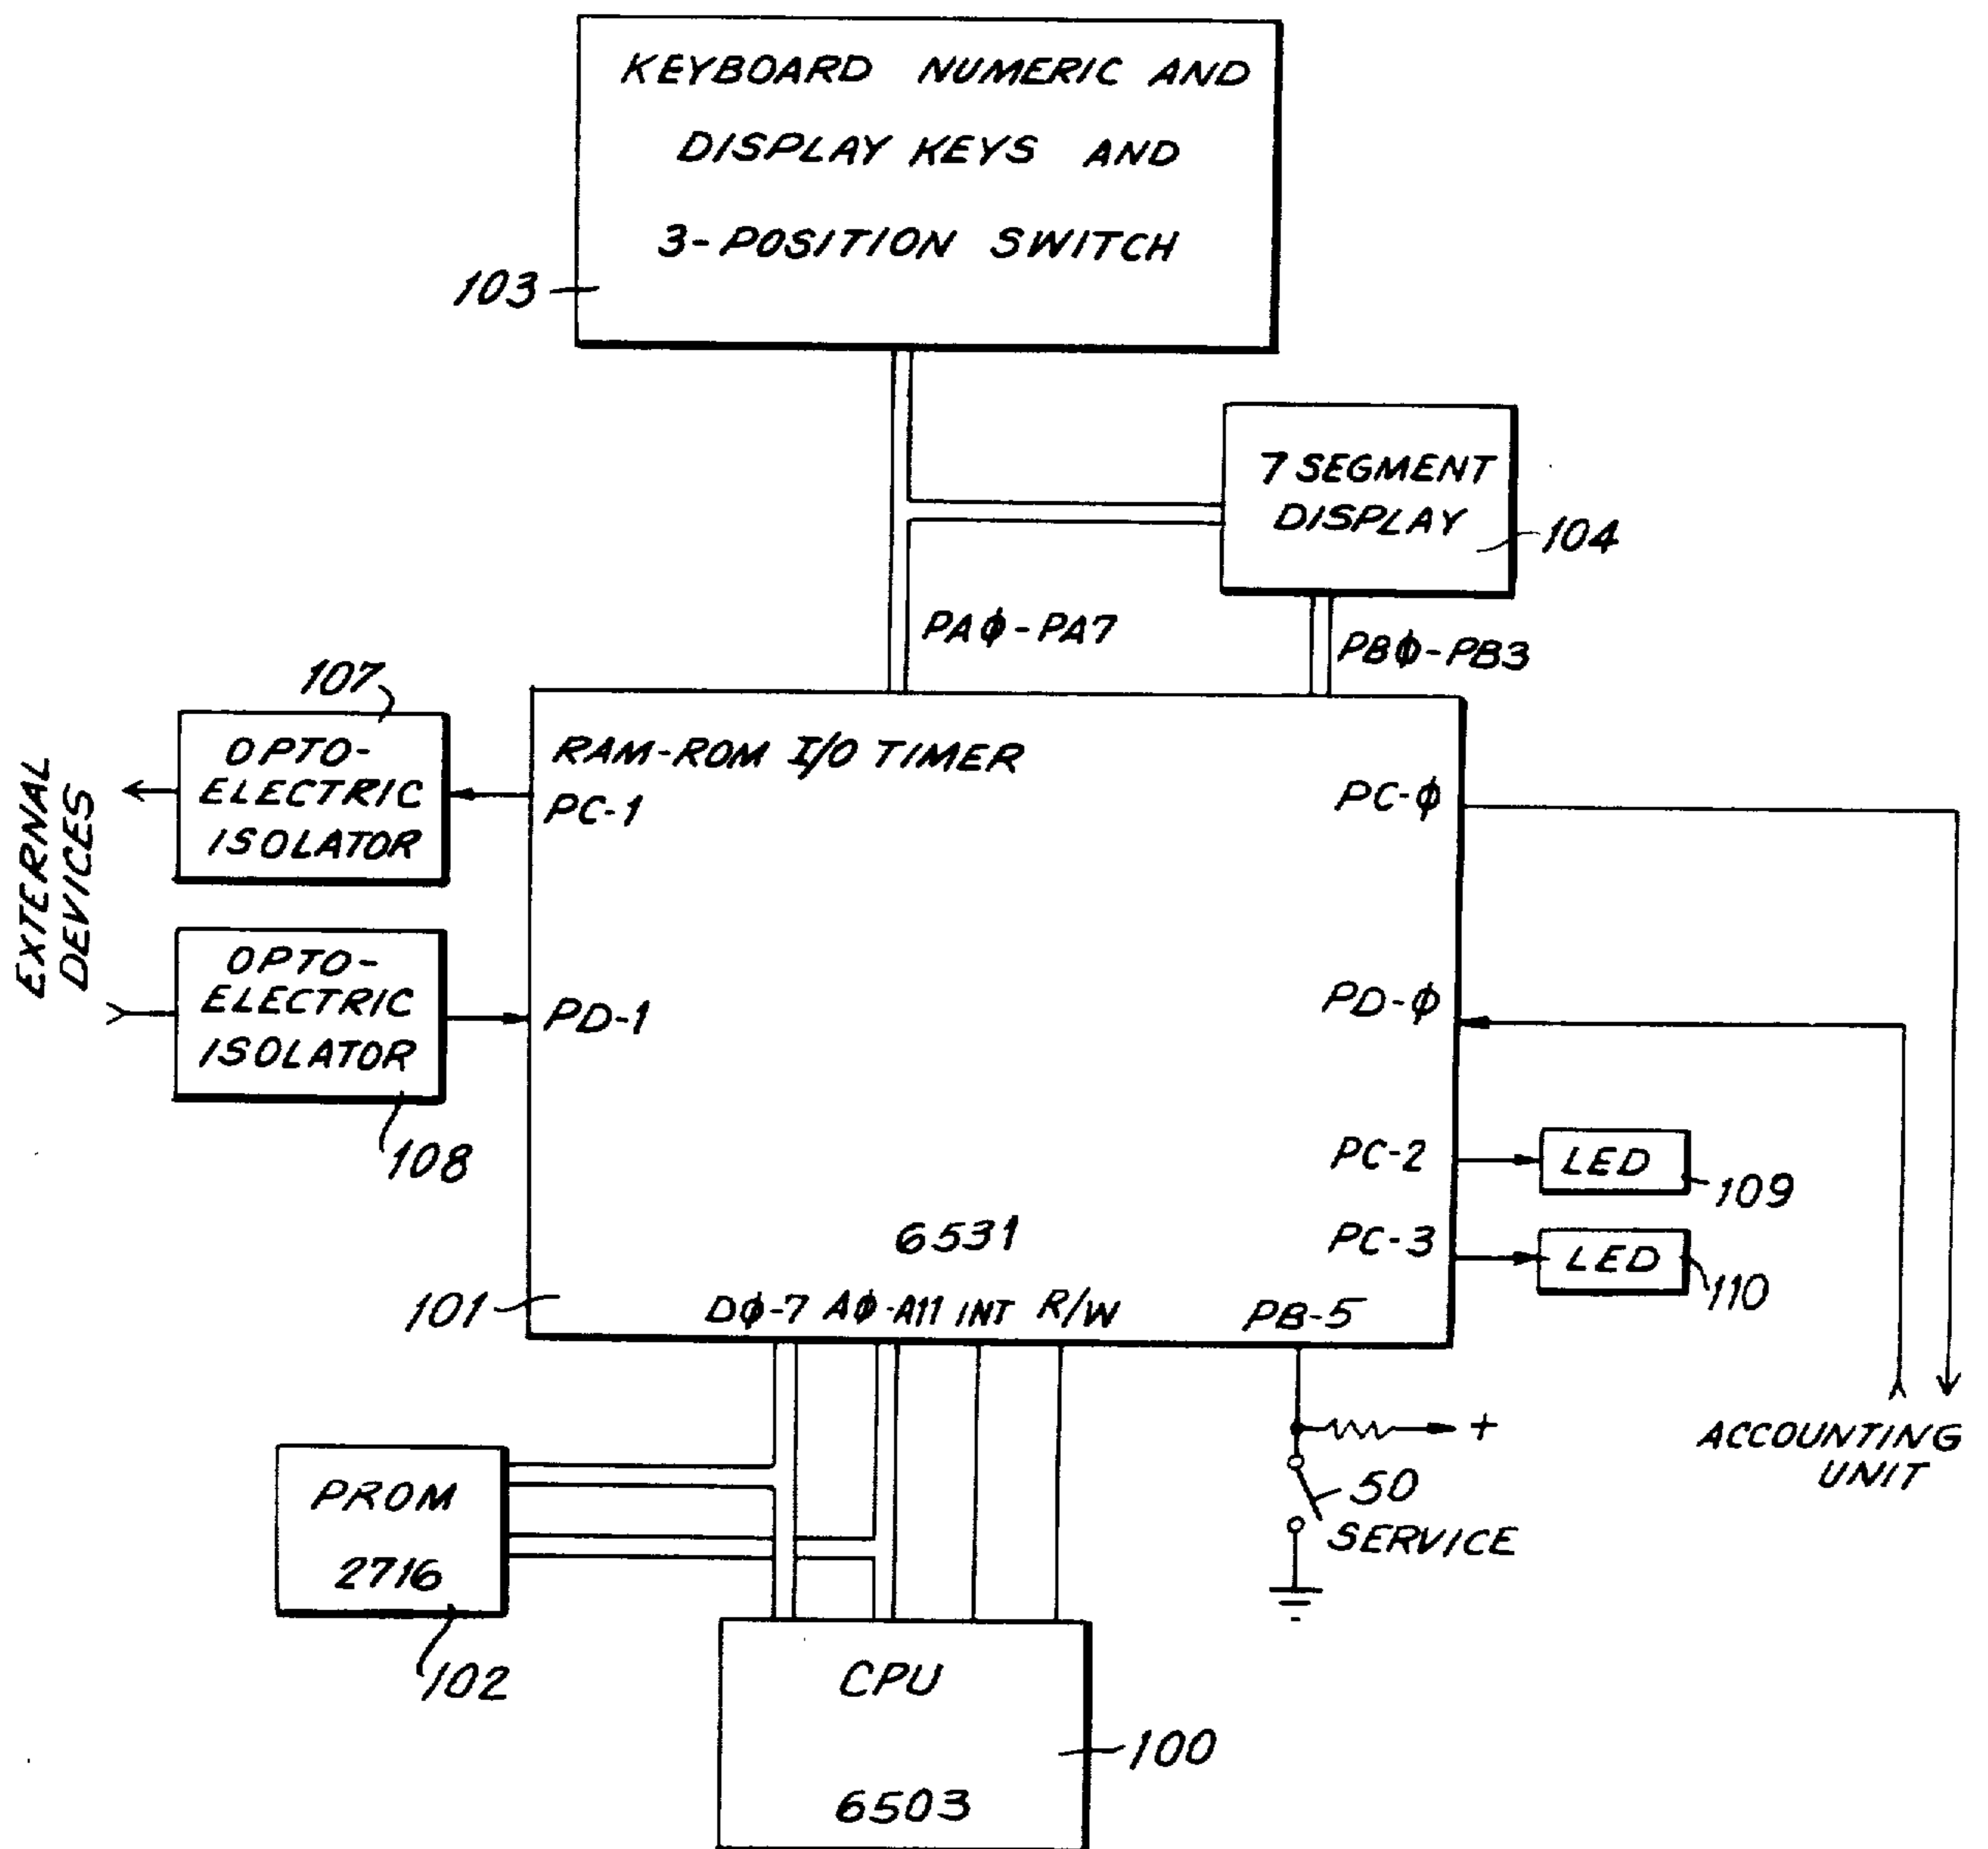 KEYBOARD NUMERIC AND
DISPLAY KEYS AND
3-POSITION SWITCH
103
7 SEGMENT
DISPLAY
104
PAϕ-PA7
PBϕ-PB3
107
OPTO-
ELECTRIC
ISOLATOR
EXTERNAL
DEVICES
OPTO-
ELECTRIC
ISOLATOR
108
RAM-ROM I/O TIMER
PC-1
PC-ϕ
PD-1
PD-ϕ
PC-2
LED
109
PC-3
LED
110
6531
101
Dϕ-7 Aϕ-A11 INT R/W
PB-5
+
50
SERVICE
ACCOUNTING
UNIT
PROM
2716
102
CPU
6503
100